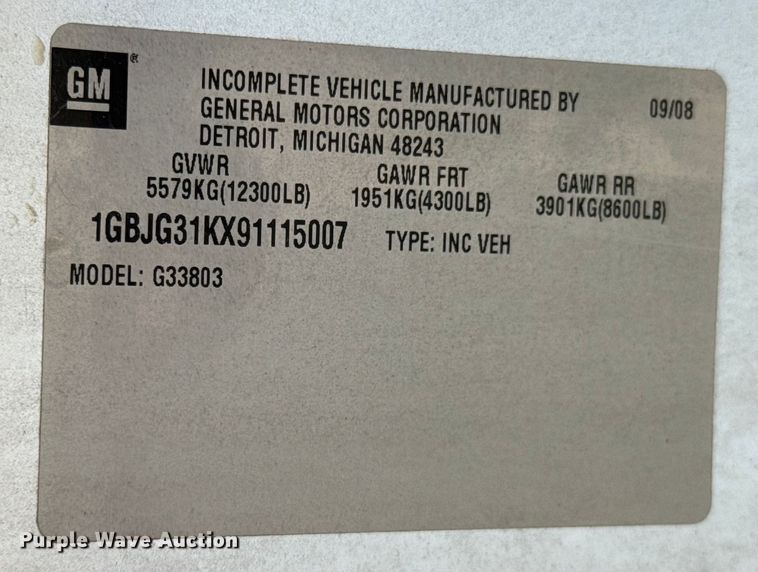 GM®
INCOMPLETE VEHICLE MANUFACTURED BY 09/08
GENERAL MOTORS CORPORATION
DETROIT, MICHIGAN 48243
GVWR GAWR FRT GAWR RR
5579KG(12300LB) 1951KG(4300LB) 3901KG(8600LB)
1GBJG31KX91115007 TYPE: INC VEH
MODEL: G33803
Purple Wave Auction